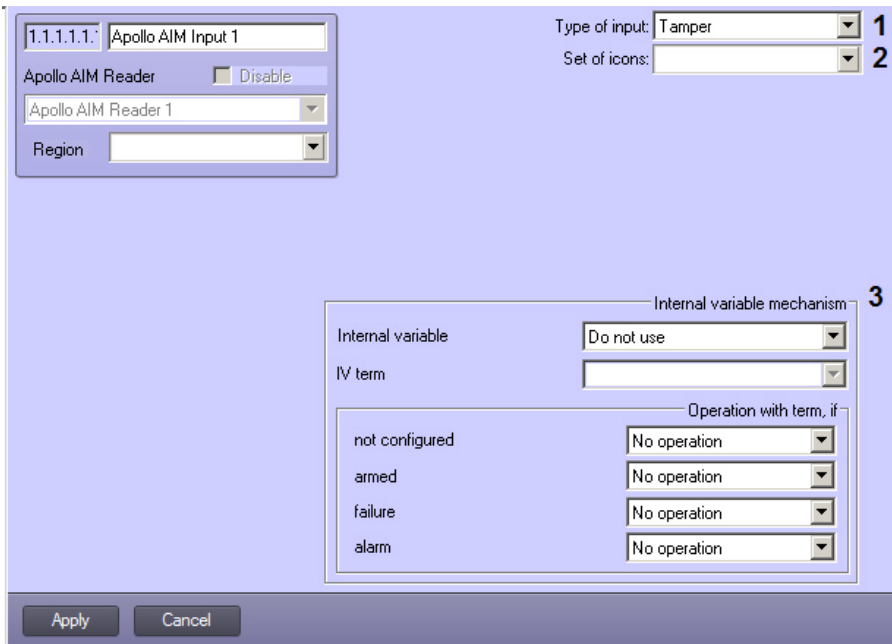 1.1.1.1.1. Apollo AIM Input 1
Apollo AIM Reader Disable
Apollo AIM Reader 1
Region
Type of input: Tamper 1
Set of icons: 2
Internal variable mechanism 3
Internal variable Do not use
IV term
Operation with term, if
not configured No operation
armed No operation
failure No operation
alarm No operation
Apply Cancel